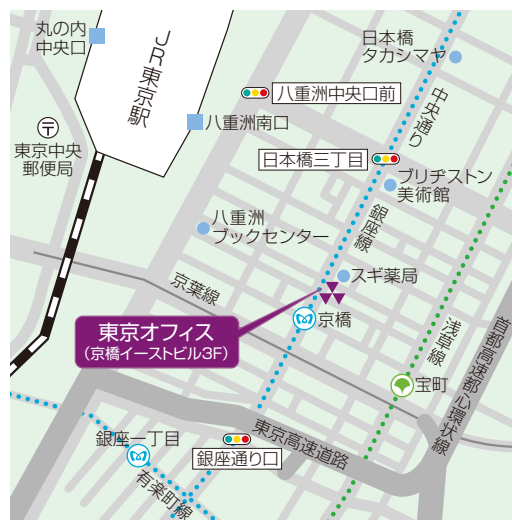 丸の内
中央口
JR東京駅
日本橋
タカシマヤ
中央通り
八重洲中央口前
〒
東京中央
郵便局
八重洲南口
日本橋三丁目
ブリヂストン
美術館
八重洲
ブックセンター
銀座線
京葉線
スギ薬局
東京オフィス
(京橋イーストビル3F)
京橋
浅草線
首都高速都心環状線
宝町
銀座一丁目
東京高速道路
銀座通り口
有楽町線